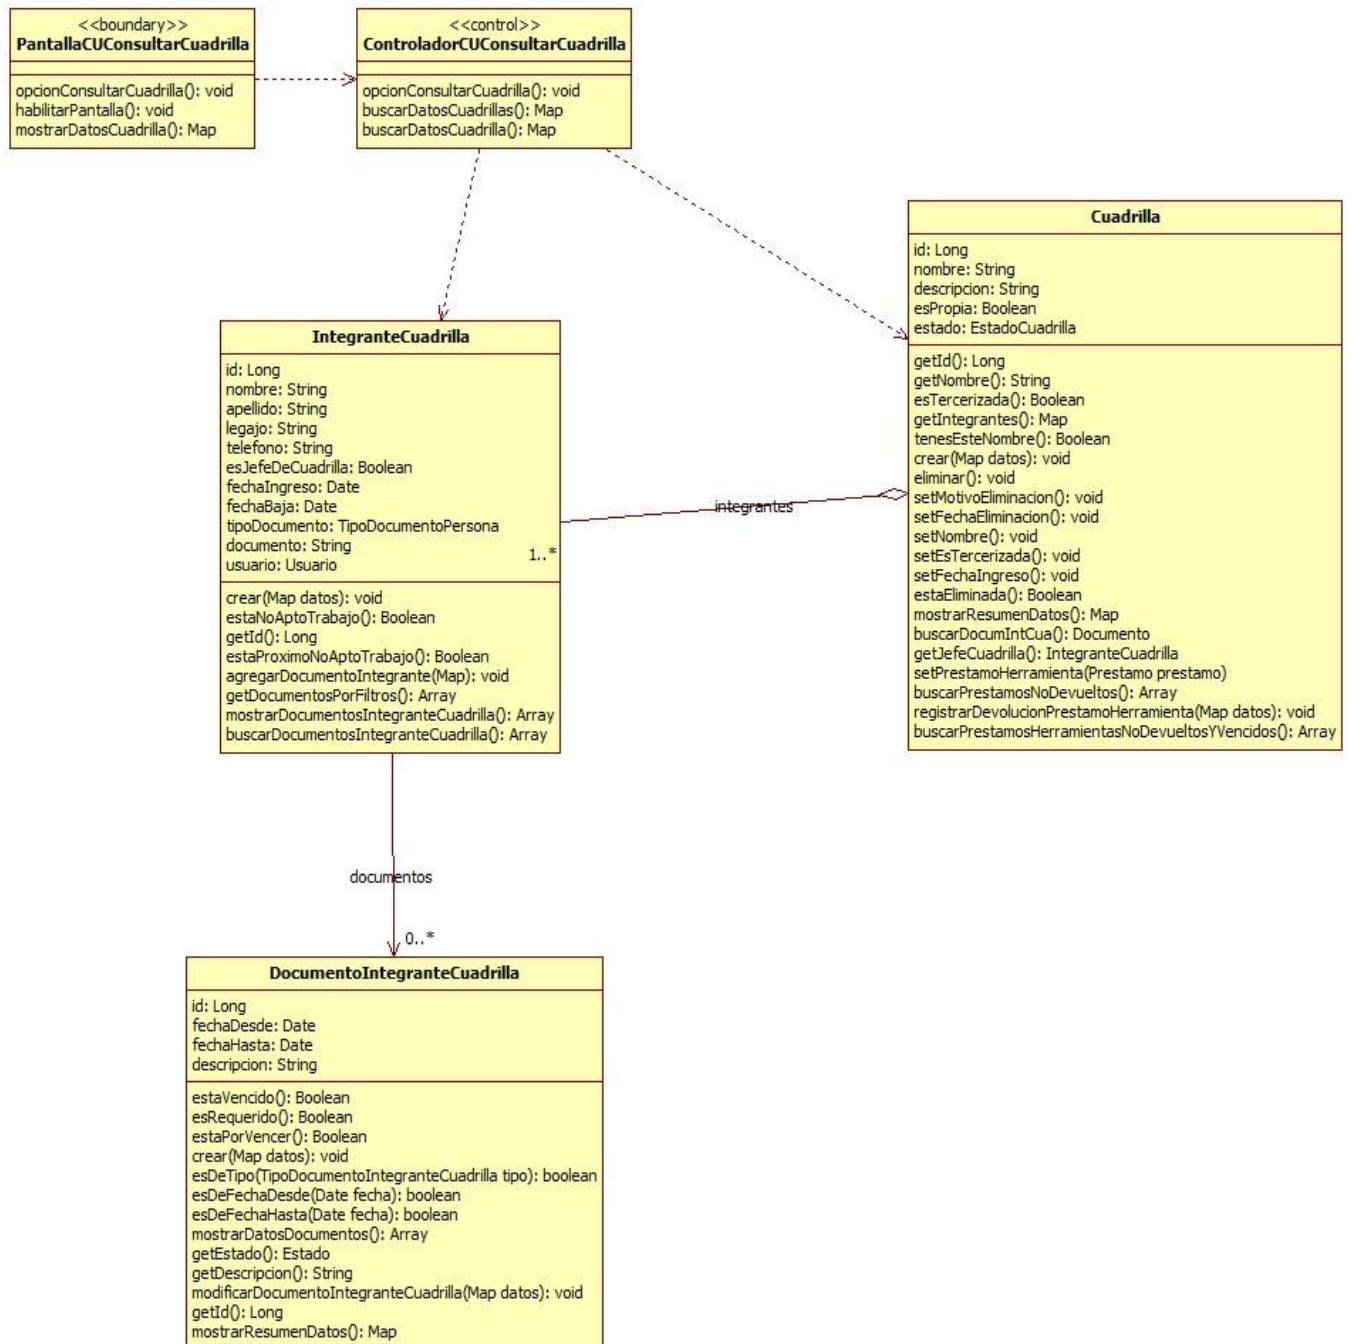 <<boundary>>
PantallaCUConsultarCuadrilla
opcionConsultarCuadrilla(): void
habilitarPantalla(): void
mostrarDatosCuadrilla(): Map
<<control>>
ControladorCUConsultarCuadrilla
opcionConsultarCuadrilla(): void
buscarDatosCuadrillas(): Map
buscarDatosCuadrilla(): Map
Cuadrilla
id: Long
nombre: String
descripcion: String
esPropia: Boolean
estado: EstadoCuadrilla
getId(): Long
getNombre(): String
esTercerizada(): Boolean
getIntegrantes(): Map
tenesEsteNombre(): Boolean
crear(Map datos): void
eliminar(): void
setMotivoEliminacion(): void
setFechaEliminacion(): void
setNombre(): void
setEsTercerizada(): void
setFechaIngreso(): void
estaEliminada(): Boolean
mostrarResumenDatos(): Map
buscarDocumIntCua(): Documento
getJefeCuadrilla(): IntegranteCuadrilla
setPrestamoHerramienta(Prestamo prestamo)
buscarPrestamosNoDevueltos(): Array
registrarDevolucionPrestamoHerramienta(Map datos): void
buscarPrestamosHerramientasNoDevueltosYVencidos(): Array
IntegranteCuadrilla
id: Long
nombre: String
apellido: String
legajo: String
telefono: String
esJefeDeCuadrilla: Boolean
fechaIngreso: Date
fechaBaja: Date
tipoDocumento: TipoDocumentoPersona
documento: String
usuario: Usuario
crear(Map datos): void
estaNoAptoTrabajo(): Boolean
getId(): Long
estaProximoNoAptoTrabajo(): Boolean
agregarDocumentoIntegrante(Map): void
getDocumentosPorFiltros(): Array
mostrarDocumentosIntegranteCuadrilla(): Array
buscarDocumentosIntegranteCuadrilla(): Array
integrantes
1..*
documentos
0..*
DocumentoIntegranteCuadrilla
id: Long
fechaDesde: Date
fechaHasta: Date
descripcion: String
estaVencido(): Boolean
esRequerido(): Boolean
estaPorVencer(): Boolean
crear(Map datos): void
esDeTipo(TipoDocumentoIntegranteCuadrilla tipo): boolean
esDeFechaDesde(Date fecha): boolean
esDeFechaHasta(Date fecha): boolean
mostrarDatosDocumentos(): Array
getEstado(): Estado
getDescripcion(): String
modificarDocumentoIntegranteCuadrilla(Map datos): void
getId(): Long
mostrarResumenDatos(): Map